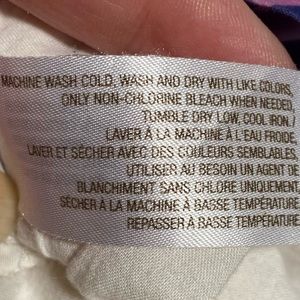 MACHINE WASH COLD, WASH AND DRY WITH LIKE COLORS,
ONLY NON-CHLORINE BLEACH WHEN NEEDED,
TUMBLE DRY LOW, COOL IRON. /
LAVER À LA MACHINE À L'EAU FROIDE,
LAVER ET SÉCHER AVEC DES COULEURS SEMBLABLES.
UTILISER AU BESOIN UN AGENT DE
BLANCHIMENT SANS CHLORE UNIQUEMENT.
SÉCHER À LA MACHINE À BASSE TEMPÉRATURE.
REPASSER À BASSE TEMPÉRATURE